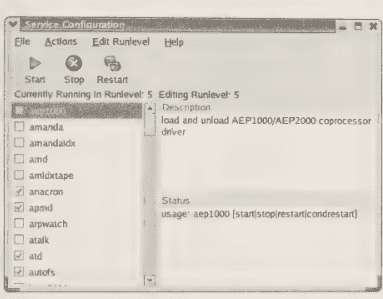 Service Configuration
File Actions Edit Runlevel Help
Start Stop Restart
Currently Running in Runlevel: 5 Editing Runlevel: 5
aep1000
amanda
amandaidx
amd
amidxtape
anacron
apmd
arpwatch
atalk
atd
autofs
Description
load and unload AEP1000/AEP2000 coprocessor
driver
Status
usage: aep1000 [start|stop|restart|condrestart]